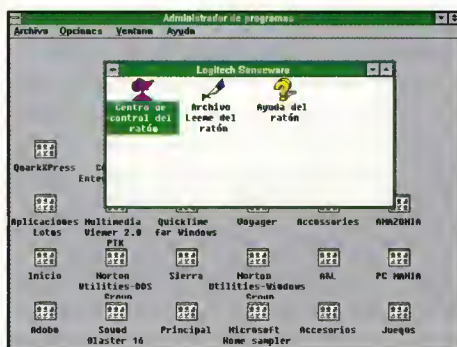 Administrador de programas
Archivo Opciones Ventana Ayuda
Logitech Senseware
Centro de control del ratón
Archivo Leeme del ratón
Ayuda del ratón
QuarkXPress
Aplicaciones Lotus
Multimedia Viewer 2.0 PTK
QuickTime for Windows
Voyager
Accessories
AMAZONIA
Inicio
Norton Utilities-DOS Group
Sierra
Norton Utilities-Windows Group
A&L
PC MANIA
Adobe
Sound Blaster 16
Principal
Microsoft Home sampler
Accesorios
Juegos